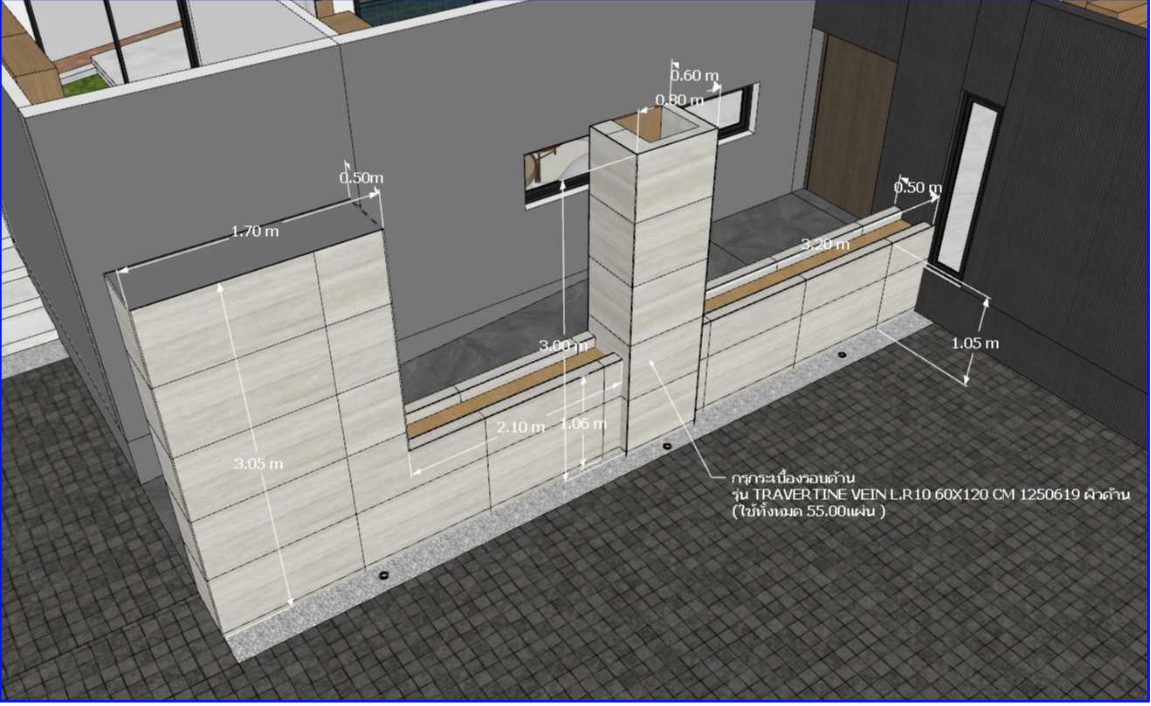 0.60 m
0.80 m
0.50m
0.50 m
1.70 m
3.20 m
1.05 m
3.00 m
2.10 m
1.06 m
3.05 m
กรุกระเบื้องรอบด้าน
รุ่น TRAVERTINE VEIN L.R10 60X120 CM 1250619 ผิวด้าน
(ใช้ทั้งหมด 55.00แผ่น )